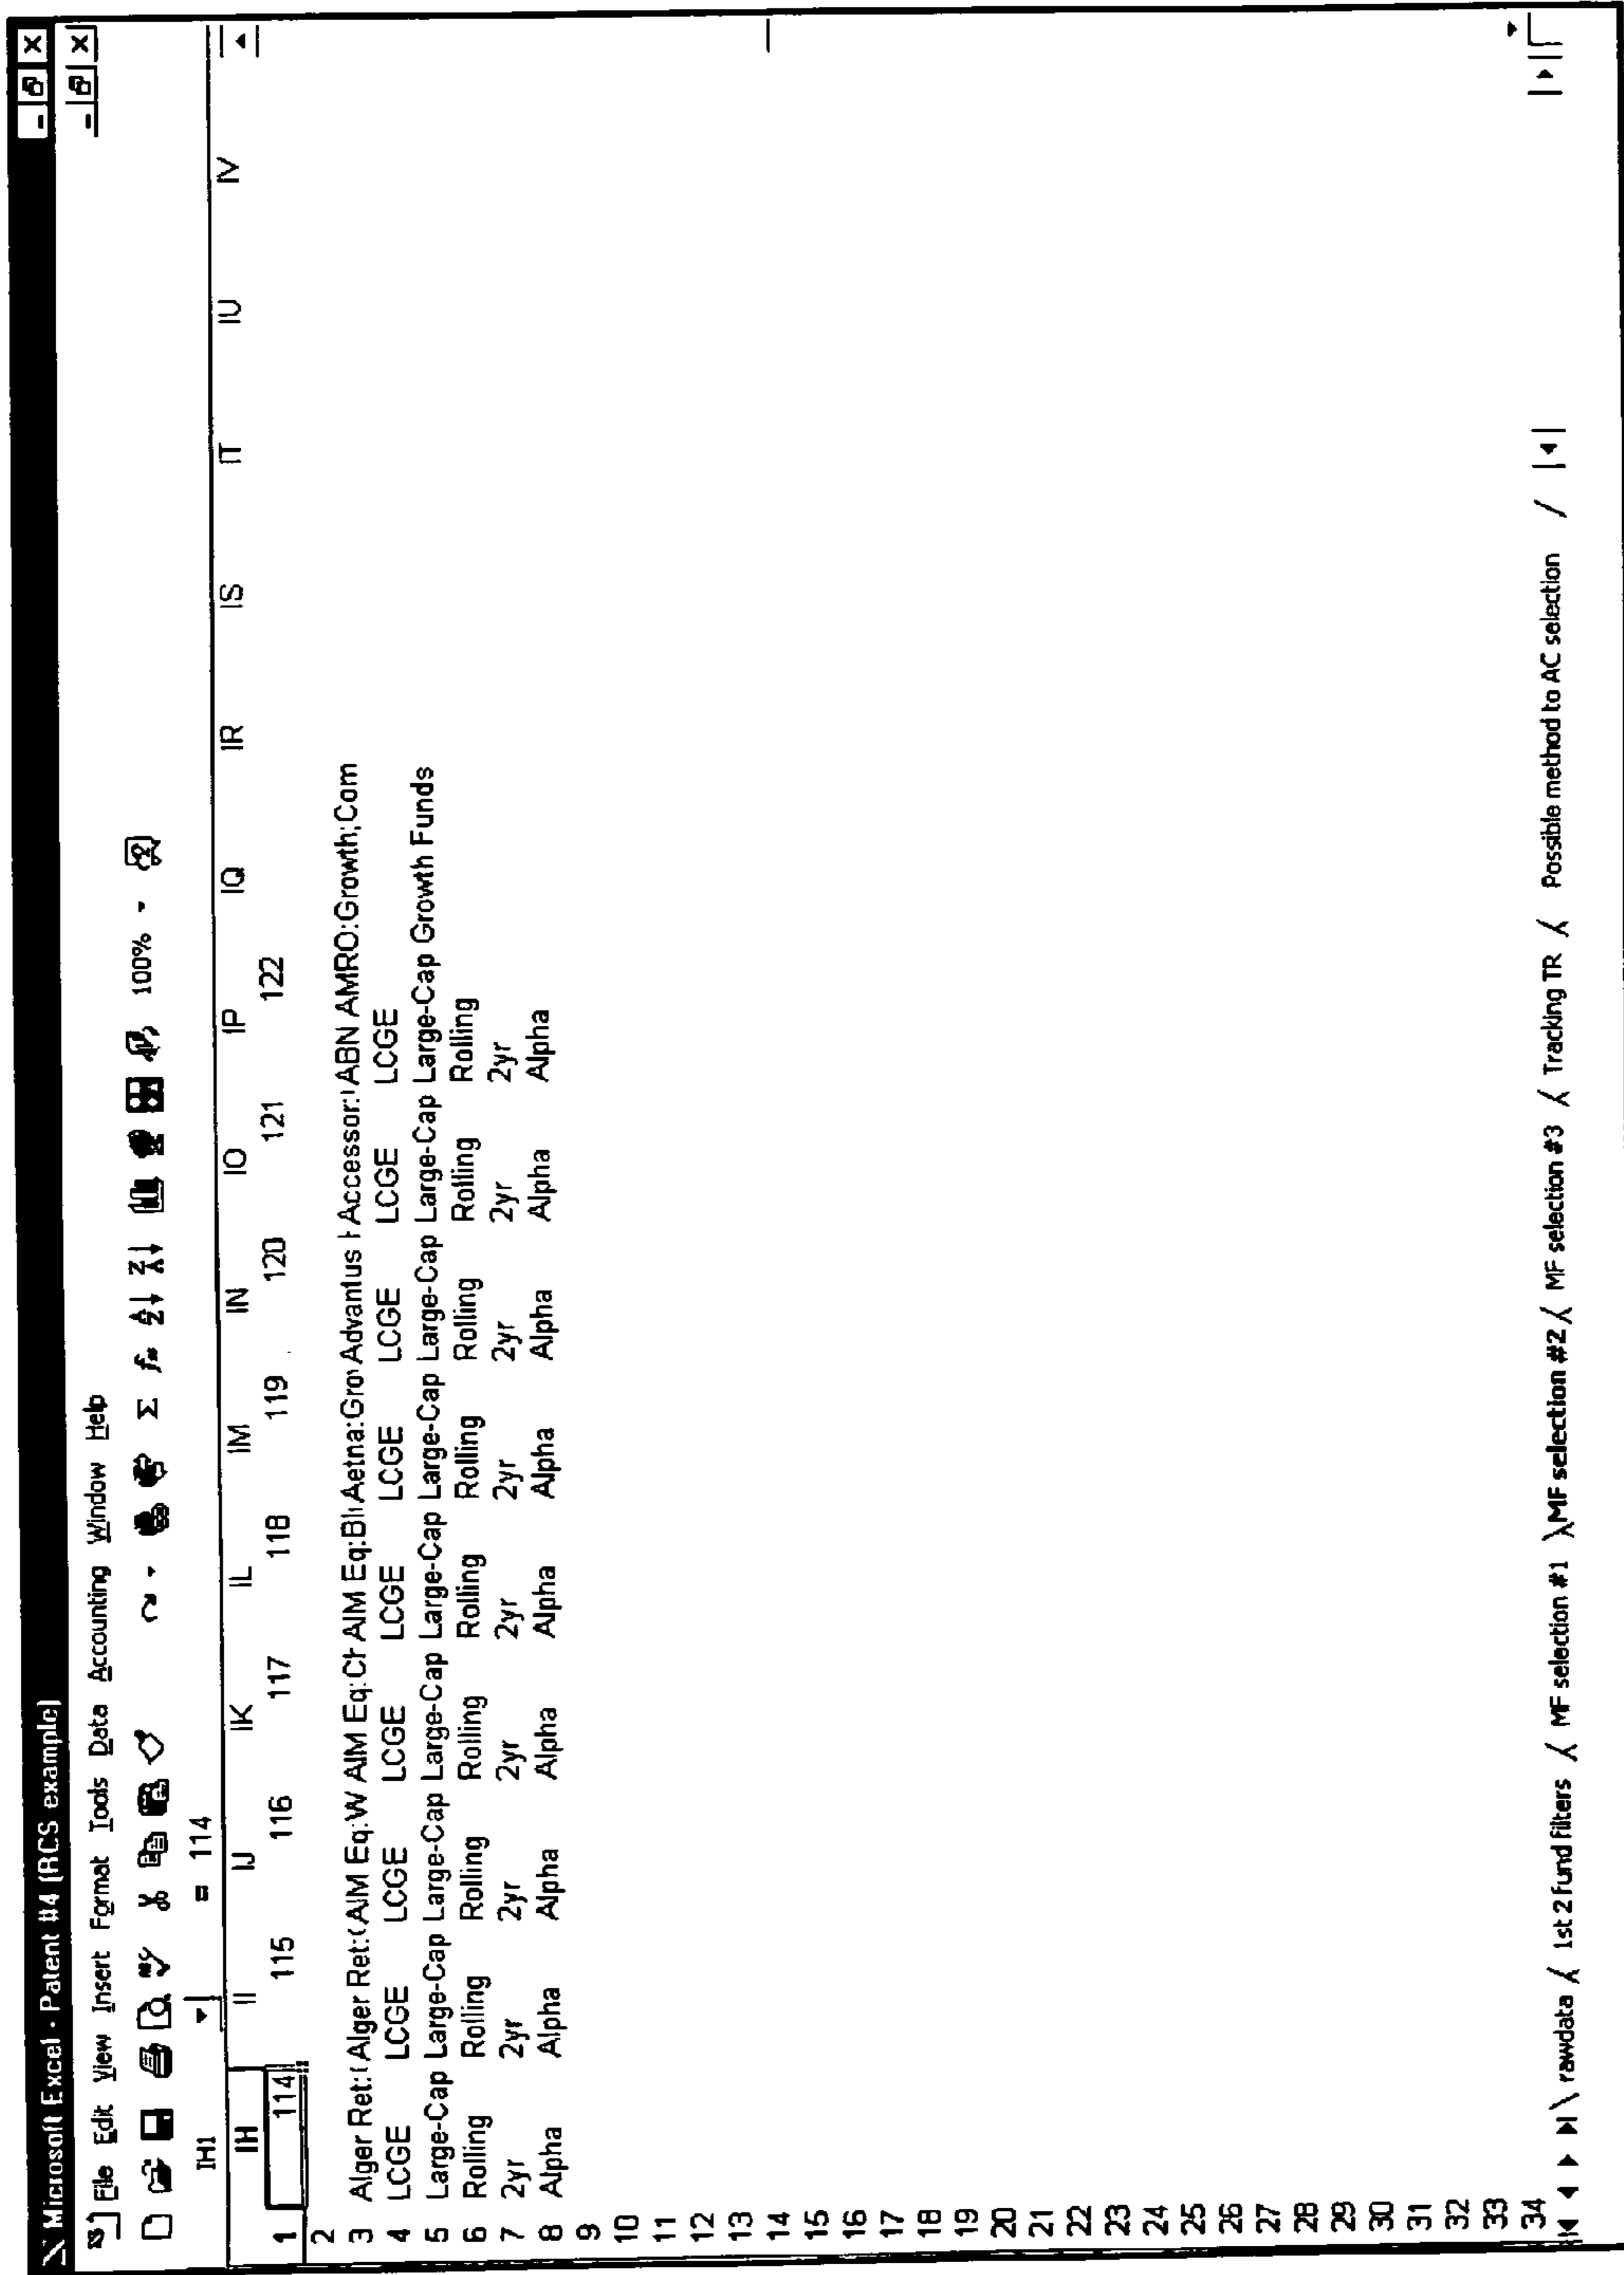 Microsoft Excel - Patent #4 (RCS example)
File Edit View Insert Format Tools Data Accounting Window Help
100%
IH1 = 114
IH II IJ IK IL IM IN IO IP IQ IR IS IT IU IV
1 114 115 116 117 118 119 120 121 122
2
3 Alger Ret:( Alger Ret:( AIM Eq:W AIM Eq:Ch AIM Eq:Bl Aetna:Gro Advantus Accessor: ABN AMRO:Growth;Com
4 LCGE LCGE LCGE LCGE LCGE LCGE LCGE LCGE LCGE
5 Large-Cap Large-Cap Large-Cap Large-Cap Large-Cap Large-Cap Large-Cap Large-Cap Large-Cap Growth Funds
6 Rolling Rolling Rolling Rolling Rolling Rolling Rolling Rolling Rolling
7 2yr 2yr 2yr 2yr 2yr 2yr 2yr 2yr 2yr
8 Alpha Alpha Alpha Alpha Alpha Alpha Alpha Alpha Alpha
9
10
11
12
13
14
15
16
17
18
19
20
21
22
23
24
25
26
27
28
29
30
31
32
33
34
rawdata / 1st 2 fund filters / MF selection #1 \ MF selection #2 / MF selection #3 / Tracking TR / Possible method to AC selection /